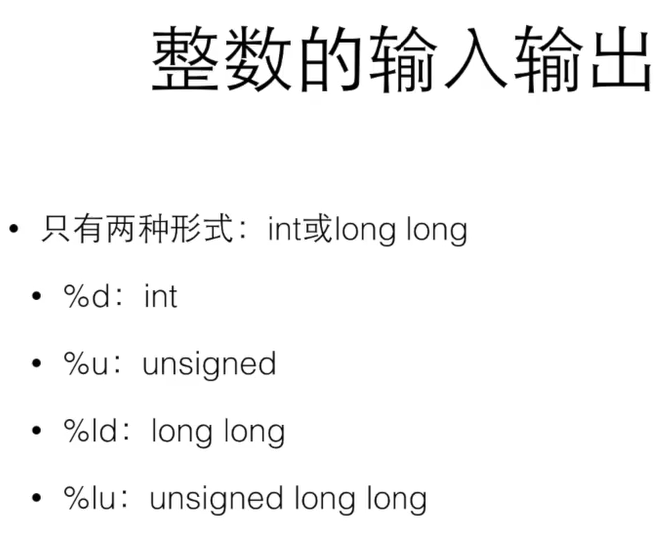 整数的输入输出
• 只有两种形式：int或long long
• %d：int
• %u：unsigned
• %ld：long long
• %lu：unsigned long long